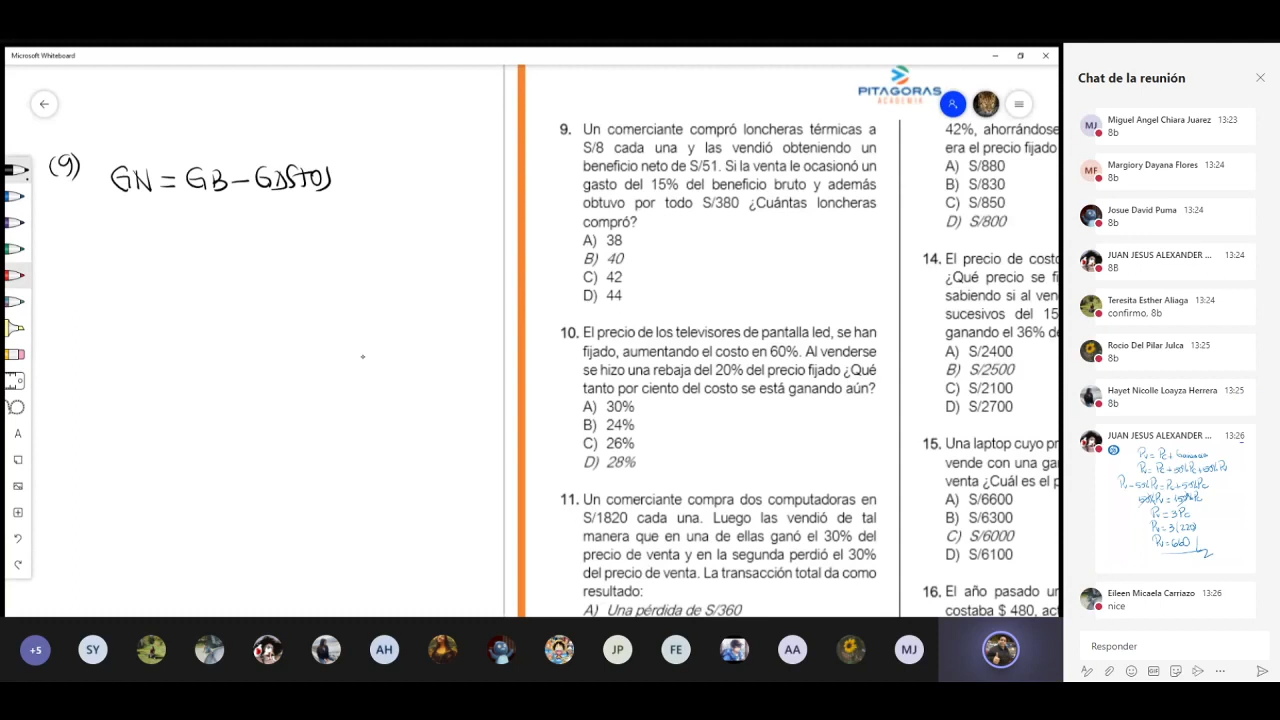 Microsoft Whiteboard
(9) GN = GB - GASTOS
A
PITAGORAS
ACADEMIA
9. Un comerciante compró loncheras térmicas a
S/8 cada una y las vendió obteniendo un
beneficio neto de S/51. Si la venta le ocasionó un
gasto del 15% del beneficio bruto y además
obtuvo por todo S/380 ¿Cuántas loncheras
compró?
A) 38
B) 40
C) 42
D) 44
10. El precio de los televisores de pantalla led, se han
fijado, aumentando el costo en 60%. Al venderse
se hizo una rebaja del 20% del precio fijado ¿Qué
tanto por ciento del costo se está ganando aún?
A) 30%
B) 24%
C) 26%
D) 28%
11. Un comerciante compra dos computadoras en
S/1820 cada una. Luego las vendió de tal
manera que en una de ellas ganó el 30% del
precio de venta y en la segunda perdió el 30%
del precio de venta. La transacción total da como
resultado:
A) Una pérdida de S/360
42%, ahorrándose
era el precio fijado
A) S/880
B) S/830
C) S/850
D) S/800
14. El precio de costo
¿Qué precio se fi
sabiendo si al ven
sucesivos del 15
ganando el 36% de
A) S/2400
B) S/2500
C) S/2100
D) S/2700
15. Una laptop cuyo pr
vende con una ga
venta ¿Cuál es el p
A) S/6600
B) S/6300
C) S/6000
D) S/6100
16. El año pasado un
costaba $ 480, act
Chat de la reunión
MJ Miguel Angel Chiara Juarez 13:23
8b
MF Margiory Dayana Flores 13:24
8b
Josue David Puma 13:24
8b
JUAN JESUS ALEXANDER ... 13:24
8B
Teresita Esther Aliaga 13:24
confirmo, 8b
Rocio Del Pilar Julca 13:25
8b
Hayet Nicolle Loayza Herrera 13:25
8b
JUAN JESUS ALEXANDER ... 13:26
Pv = 3Pc
Pv = 3(220)
Pv = 660
Eileen Micaela Carriazo 13:26
nice
Responder
GIF
+5
SY
AH
JP
FE
AA
MJ